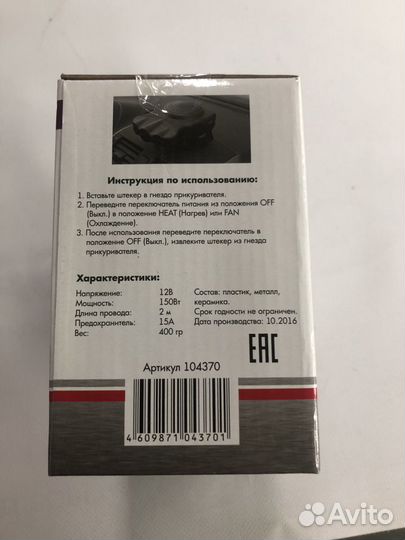 Инструкция по использованию:
1. Вставьте штекер в гнездо прикуривателя.
2. Переведите переключатель питания из положения OFF
(Выкл.) в положение HEAT (Нагрев) или FAN
(Охлаждение).
3. После использования переведите переключатель в
положение OFF (Выкл.), извлеките штекер из гнезда
прикуривателя.
Характеристики:
Напряжение: 12В
Мощность: 150Вт
Длина провода: 2 м
Предохранитель: 15А
Вес: 400 гр
Состав: пластик, металл,
керамика.
Срок годности не ограничен.
Дата производства: 10.2016
EAC
Артикул 104370
4 609871 043701
Avito